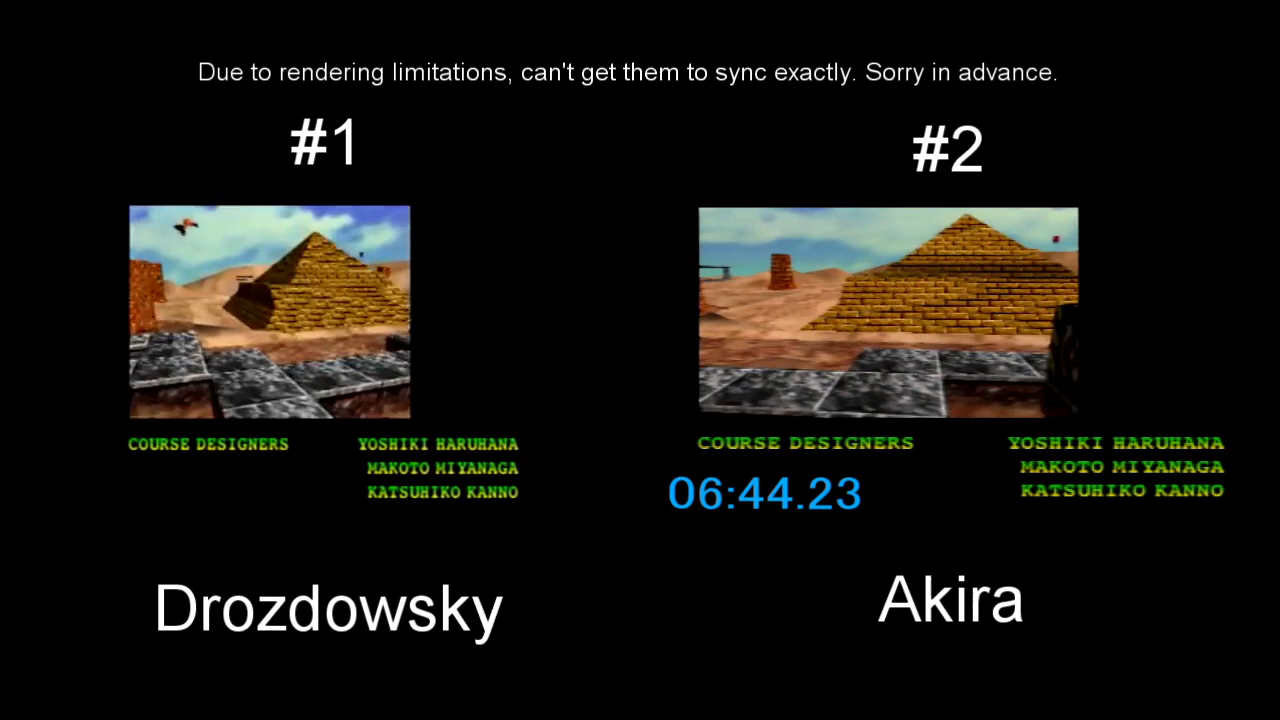 Due to rendering limitations, can't get them to sync exactly. Sorry in advance.
#1
#2
COURSE DESIGNERS YOSHIKI HARUHANA
MAKOTO MIYANAGA
KATSUHIKO KANNO
COURSE DESIGNERS YOSHIKI HARUHANA
MAKOTO MIYANAGA
KATSUHIKO KANNO
06:44.23
Drozdowsky
Akira